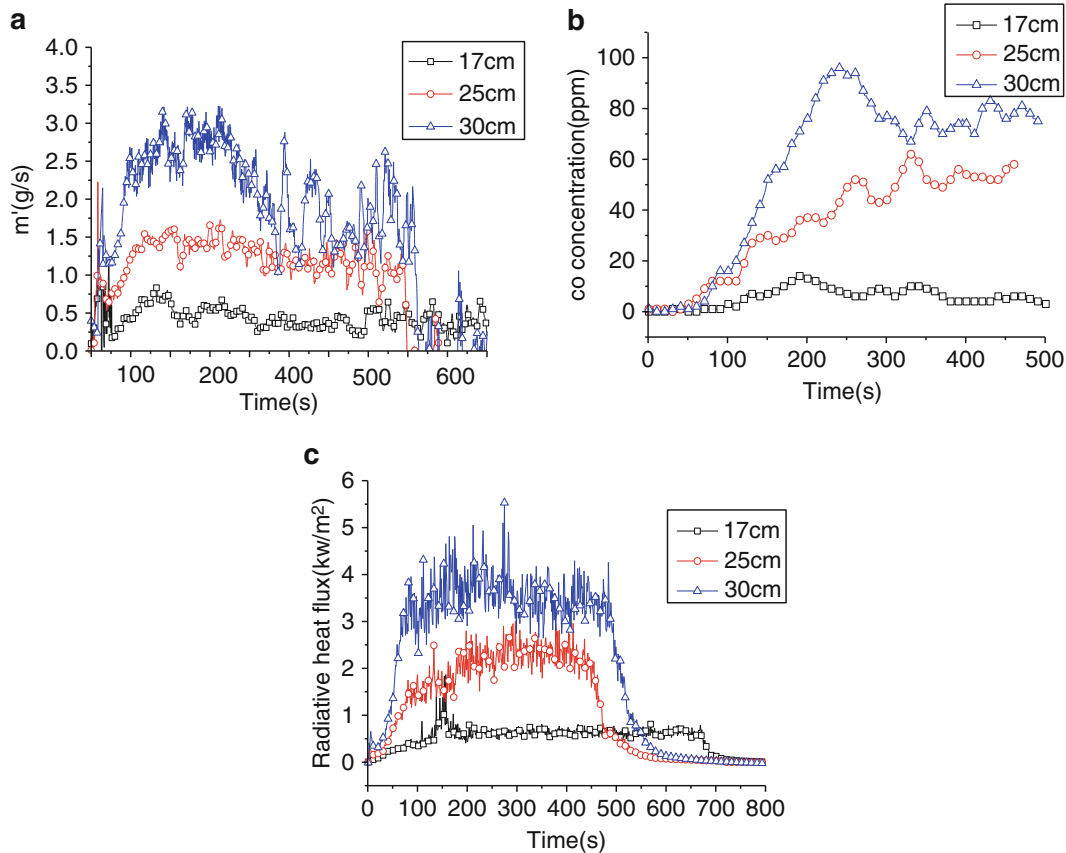 a
m'(g/s)
4.0
3.5
3.0
2.5
2.0
1.5
1.0
0.5
0.0
100
200
400
500
600
Time(s)
17cm
25cm
30cm
b
co concentration(ppm)
100
80
60
40
20
0
0
100
200
300
400
500
Time(s)
17cm
25cm
30cm
c
Radiative heat flux(kw/m²)
6
5
4
3
2
1
0
0
100
200
300
400
500
600
700
800
Time(s)
17cm
25cm
30cm